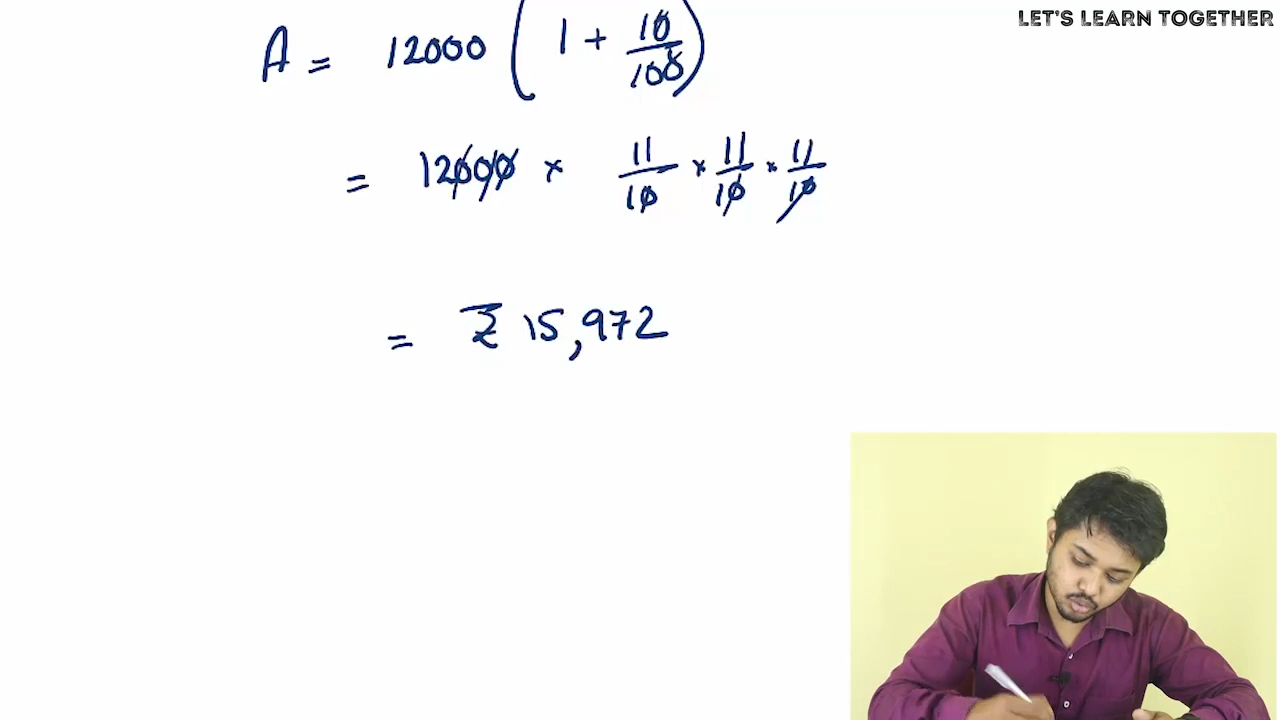 LET'S LEARN TOGETHER
A = 12000 ( 1 + 10/100 )
= 12000 × 11/10 × 11/10 × 11/10
= ₹ 15,972